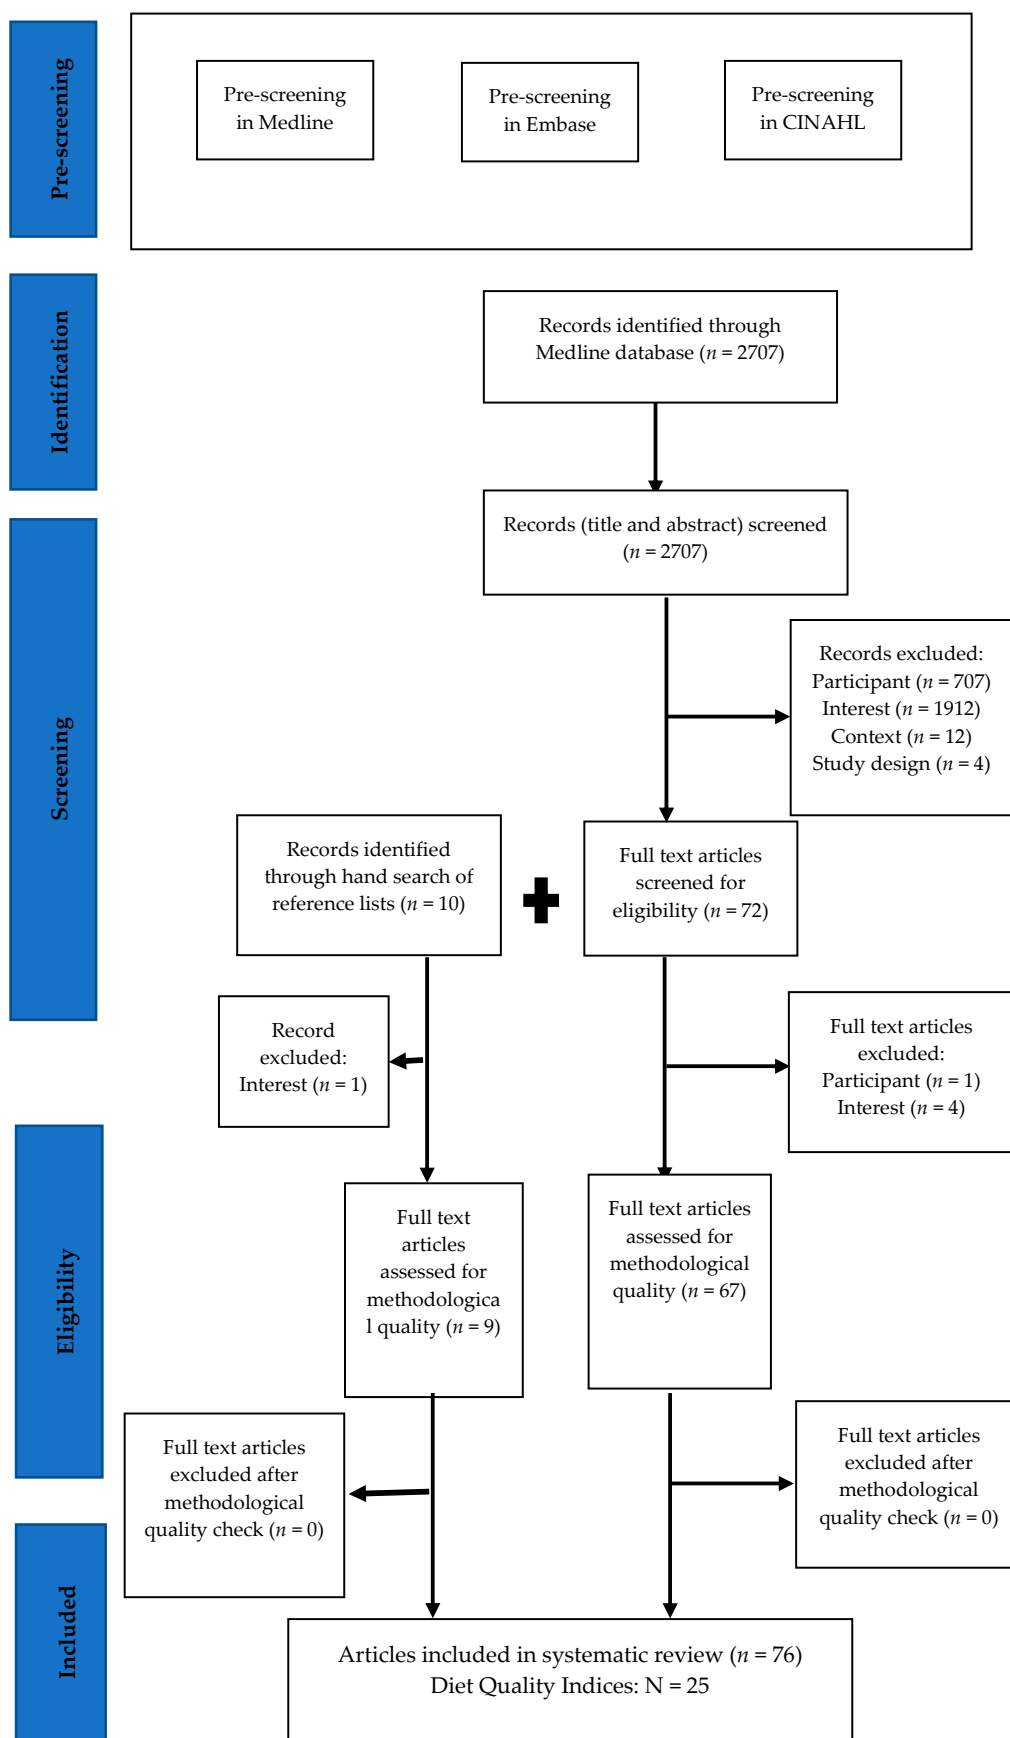 Pre-screening
Pre-screening
in Medline
Pre-screening
in Embase
Pre-screening
in CINAHL
Identification
Records identified through
Medline database (n = 2707)
Screening
Records (title and abstract) screened
(n = 2707)
Records excluded:
Participant (n = 707)
Interest (n = 1912)
Context (n = 12)
Study design (n = 4)
Records identified
through hand search of
reference lists (n = 10)
Full text articles
screened for
eligibility (n = 72)
Record
excluded:
Interest (n = 1)
Full text articles
excluded:
Participant (n = 1)
Interest (n = 4)
Eligibility
Full text
articles
assessed for
methodologica
l quality (n = 9)
Full text articles
assessed for
methodological
quality (n = 67)
Full text articles
excluded after
methodological
quality check (n = 0)
Full text articles
excluded after
methodological
quality check (n = 0)
Included
Articles included in systematic review (n = 76)
Diet Quality Indices: N = 25